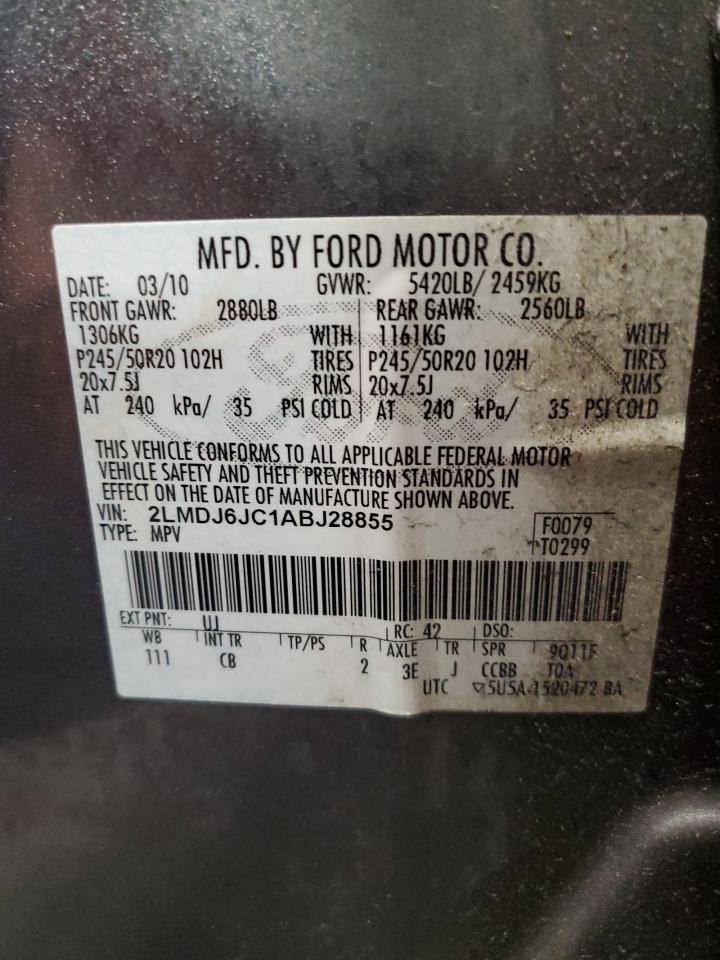 MFD. BY FORD MOTOR CO.
DATE: 03/10 GVWR: 5420LB/ 2459KG
FRONT GAWR: 2880LB REAR GAWR: 2560LB
1306KG WITH 1161KG WITH
P245/50R20 102H TIRES P245/50R20 102H TIRES
20x7.5J RIMS 20x7.5J RIMS
AT 240 kPa/ 35 PSI COLD AT 240 kPa/ 35 PSI COLD
THIS VEHICLE CONFORMS TO ALL APPLICABLE FEDERAL MOTOR
VEHICLE SAFETY AND THEFT PREVENTION STANDARDS IN
EFFECT ON THE DATE OF MANUFACTURE SHOWN ABOVE.
VIN: 2LMDJ6JC1ABJ28855 F0079
TYPE: MPV T0299
EXT PNT: UJ RC: 42 DSO:
WB INT TR TP/PS R AXLE TR SPR 9Q11F
111 CB 2 3E J CCBB TOA
UTC ▽5U5A-1520472-BA